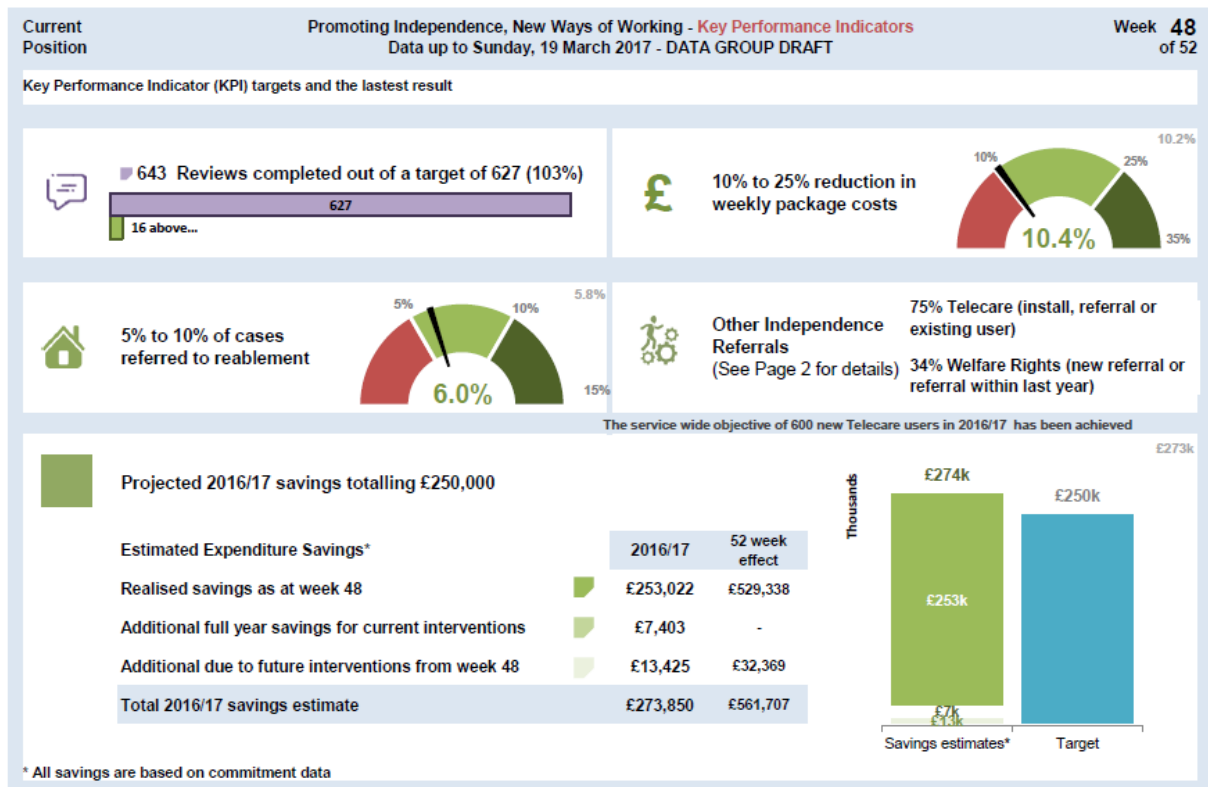 Current
Position
Promoting Independence, New Ways of Working - Key Performance Indicators
Data up to Sunday, 19 March 2017 - DATA GROUP DRAFT
Week 48
of 52
Key Performance Indicator (KPI) targets and the lastest result
643 Reviews completed out of a target of 627 (103%)
627
16 above...
£
10% to 25% reduction in
weekly package costs
10.2%
10%
25%
10.4%
35%
5% to 10% of cases
referred to reablement
5.8%
5%
10%
6.0%
15%
Other Independence
Referrals
(See Page 2 for details)
75% Telecare (install, referral or
existing user)
34% Welfare Rights (new referral or
referral within last year)
The service wide objective of 600 new Telecare users in 2016/17 has been achieved
Projected 2016/17 savings totalling £250,000
Estimated Expenditure Savings* 2016/17 52 week
effect
Realised savings as at week 48 £253,022 £529,338
Additional full year savings for current interventions £7,403 -
Additional due to future interventions from week 48 £13,425 £32,369
Total 2016/17 savings estimate £273,850 £561,707
£273k
Thousands
£274k
£250k
£253k
£7k
£13k
Savings estimates* Target
* All savings are based on commitment data